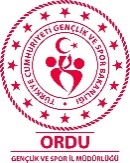 TÜRKİYE CUMHURİYETİ GENÇLİK VE SPOR BAKANLIĞI
ORDU
GENÇLİK VE SPOR İL MÜDÜRLÜĞÜ